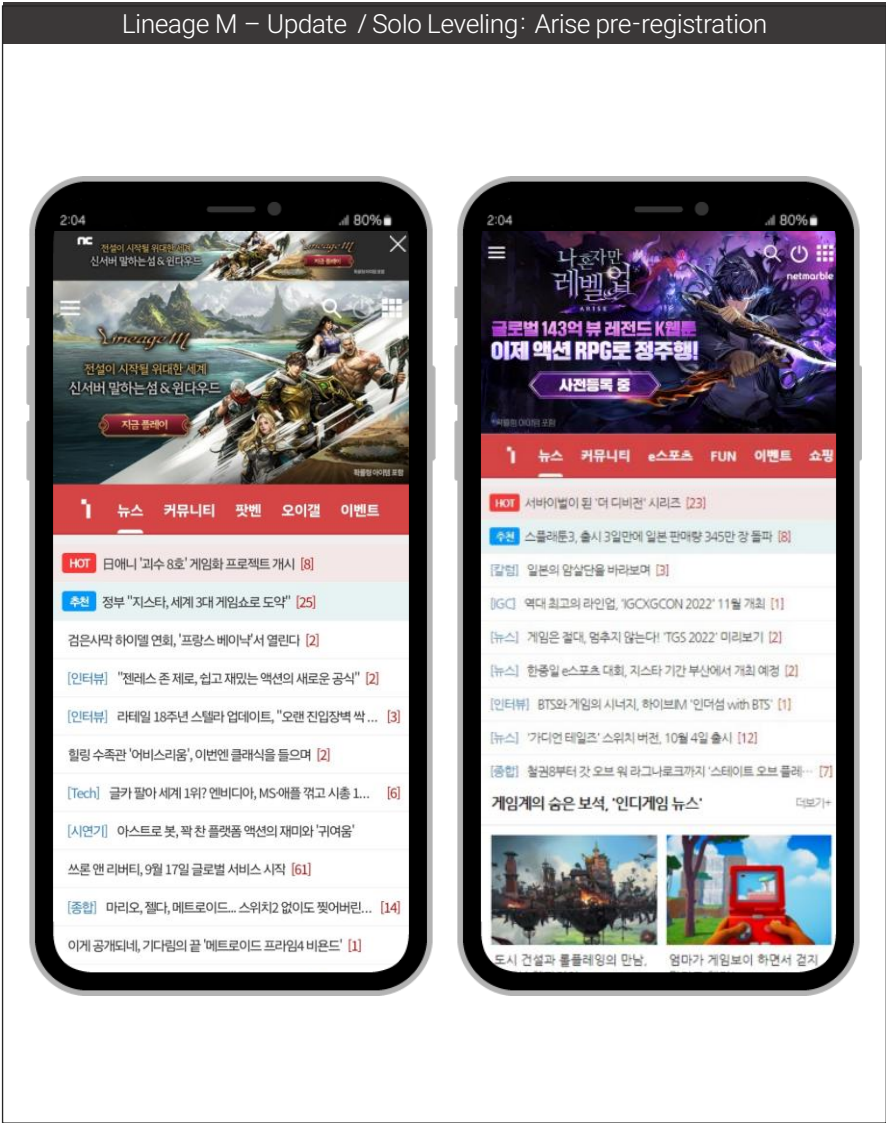 Lineage M – Update / Solo Leveling: Arise pre-registration
2:04
80%
nc
전설이 시작될 위대한 세계
신서버 말하는섬 & 윈다우드
Lineage M
지금 플레이
확률형 아이템 포함
Lineage M
전설이 시작될 위대한 세계
신서버 말하는섬 & 윈다우드
지금 플레이
확률형 아이템 포함
뉴스 커뮤니티 팟벤 오이갤 이벤트
HOT 日애니 '괴수 8호' 게임화 프로젝트 개시 [8]
추천 정부 "지스타, 세계 3대 게임쇼로 도약" [25]
검은사막 하이델 연회, '프랑스 베이낙'서 열린다 [2]
[인터뷰] "젠레스 존 제로, 쉽고 재밌는 액션의 새로운 공식" [2]
[인터뷰] 라테일 18주년 스텔라 업데이트, "오랜 진입장벽 싹 ... [3]
힐링 수족관 '어비스리움', 이번엔 클래식을 들으며 [2]
[Tech] 글카 팔아 세계 1위? 엔비디아, MS·애플 꺾고 시총 1... [6]
[시연기] 아스트로 봇, 꽉 찬 플랫폼 액션의 재미와 '귀여움'
쓰론 앤 리버티, 9월 17일 글로벌 서비스 시작 [61]
[종합] 마리오, 젤다, 메트로이드... 스위치2 없이도 찢어버린... [14]
이게 공개되네, 기다림의 끝 '메트로이드 프라임4 비욘드' [1]
2:04
80%
나 혼자만
레벨업
ARISE
netmarble
글로벌 143억 뷰 레전드 K웹툰
이제 액션 RPG로 정주행!
사전등록 중
*확률형 아이템 포함
뉴스 커뮤니티 e스포츠 FUN 이벤트 쇼핑
HOT 서바이벌이 된 '더 디비전' 시리즈 [23]
추천 스플래툰3, 출시 3일만에 일본 판매량 345만 장 돌파 [8]
[칼럼] 일본의 암살단을 바라보며 [3]
[IGC] 역대 최고의 라인업, 'IGCXGCON 2022' 11월 개최 [1]
[뉴스] 게임은 절대, 멈추지 않는다! 'TGS 2022' 미리보기 [2]
[뉴스] 한중일 e스포츠 대회, 지스타 기간 부산에서 개최 예정 [2]
[인터뷰] BTS와 게임의 시너지, 하이브IM '인더섬 with BTS' [1]
[뉴스] '가디언 테일즈' 스위치 버전, 10월 4일 출시 [12]
[종합] 철권8부터 갓 오브 워 라그나로크까지 '스테이트 오브 플레… [7]
게임계의 숨은 보석, '인디게임 뉴스' 더보기+
도시 건설과 롤플레잉의 만남,
엄마가 게임보이 하면서 걷지